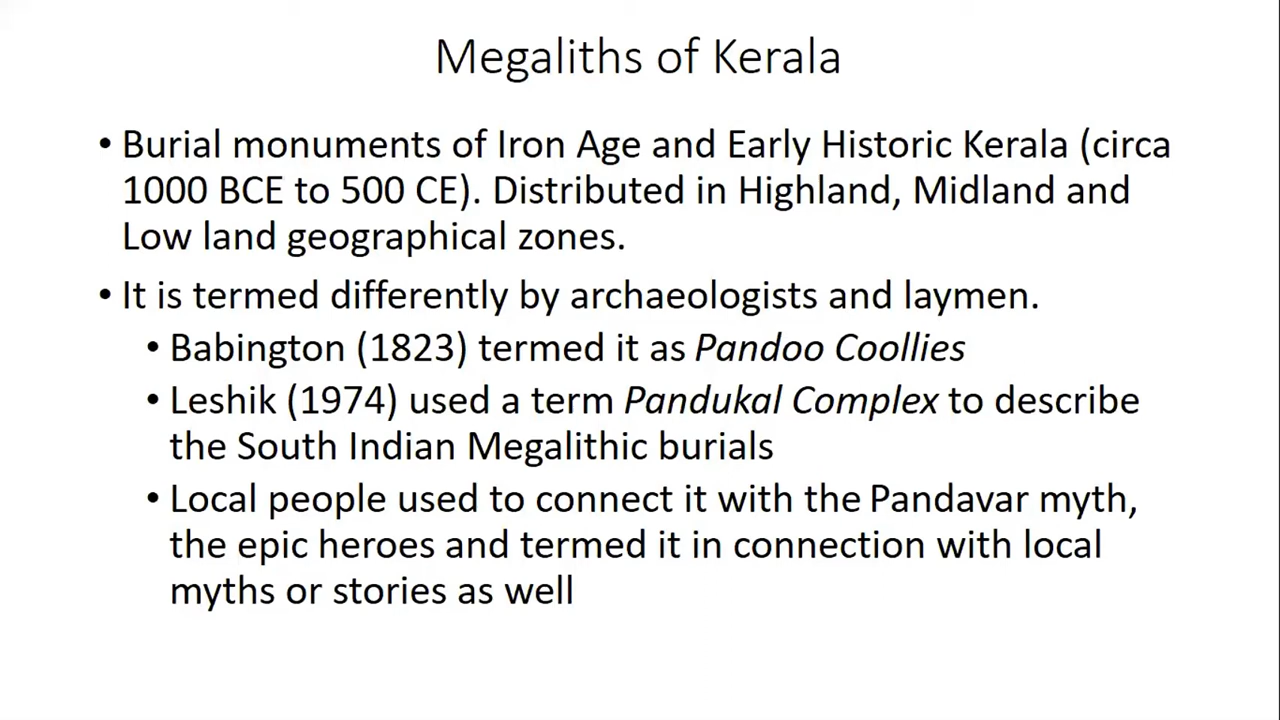 Megaliths of Kerala
• Burial monuments of Iron Age and Early Historic Kerala (circa
1000 BCE to 500 CE). Distributed in Highland, Midland and
Low land geographical zones.
• It is termed differently by archaeologists and laymen.
• Babington (1823) termed it as Pandoo Coollies
• Leshik (1974) used a term Pandukal Complex to describe
the South Indian Megalithic burials
• Local people used to connect it with the Pandavar myth,
the epic heroes and termed it in connection with local
myths or stories as well